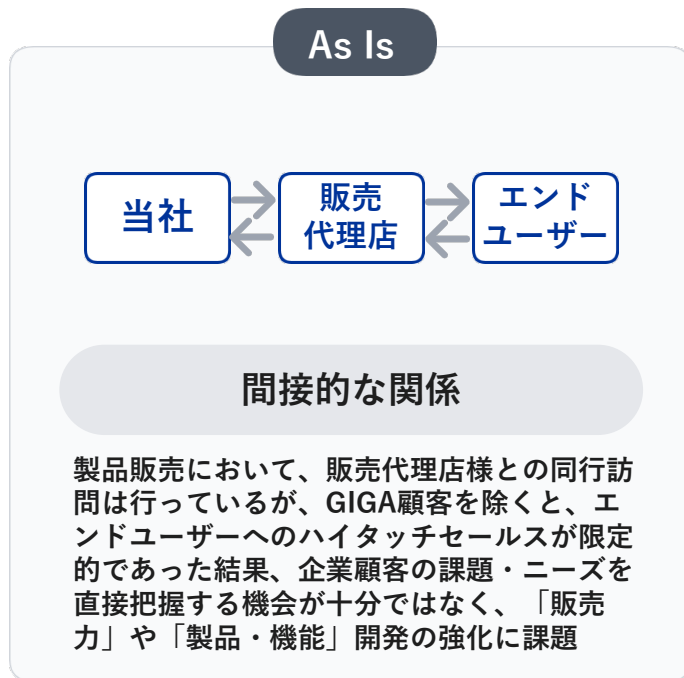 As Is
当社
販売
代理店
エンド
ユーザー
間接的な関係
製品販売において、販売代理店様との同行訪
問は行っているが、GIGA顧客を除くと、エ
ンドユーザーへのハイタッチセールスが限定
的であった結果、企業顧客の課題・ニーズを
直接把握する機会が十分ではなく、「販売
力」や「製品・機能」開発の強化に課題